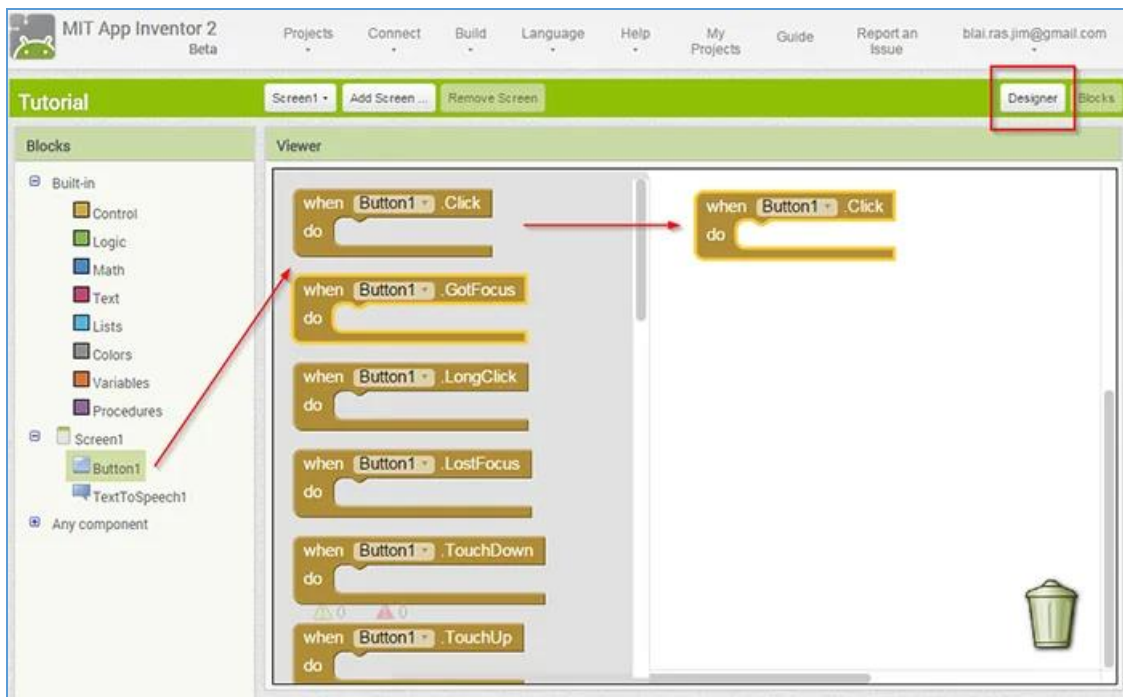 MIT App Inventor 2
Beta
Projects
Connect
Build
Language
Help
My
Projects
Guide
Report an
Issue
blai.ras.jim@gmail.com
Tutorial
Screen1
Add Screen ...
Remove Screen
Designer
Blocks
Blocks
Viewer
Built-in
Control
Logic
Math
Text
Lists
Colors
Variables
Procedures
Screen1
Button1
TextToSpeech1
Any component
when Button1 .Click
do
when Button1 .GotFocus
do
when Button1 .LongClick
do
when Button1 .LostFocus
do
when Button1 .TouchDown
do
0 0
when Button1 .TouchUp
do
when Button1 .Click
do